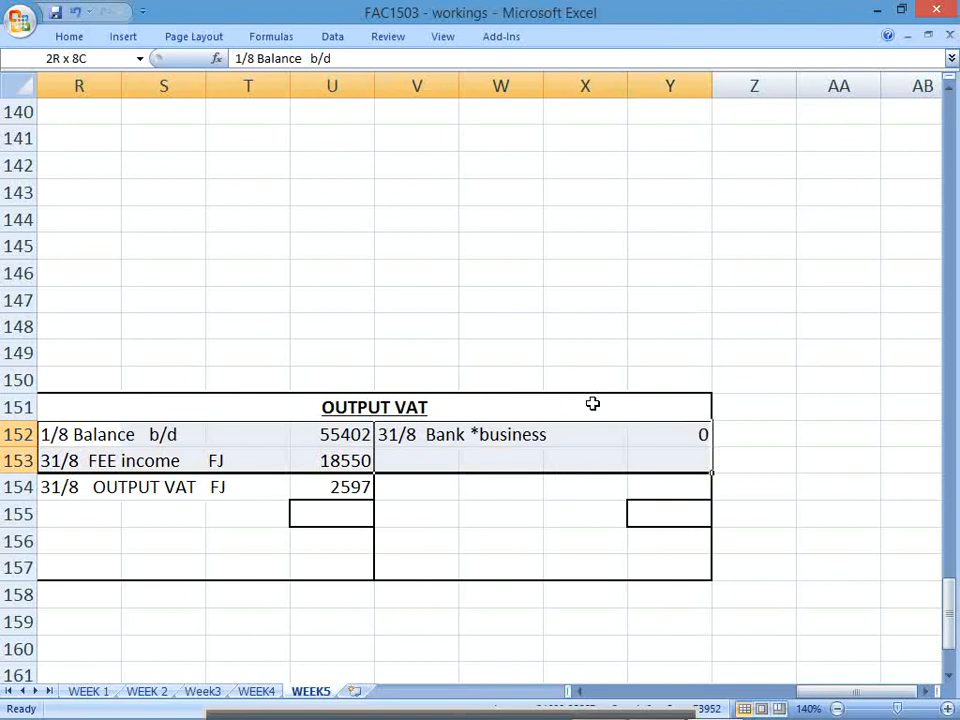 FAC1503 - workings - Microsoft Excel
Home Insert Page Layout Formulas Data Review View Add-Ins
2R x 8C fx 1/8 Balance b/d
R S T U V W X Y Z AA AB
140
141
142
143
144
145
146
147
148
149
150
151 OUTPUT VAT
152 1/8 Balance b/d 55402 31/8 Bank *business 0
153 31/8 FEE income FJ 18550
154 31/8 OUTPUT VAT FJ 2597
155
156
157
158
159
160
161
WEEK 1 WEEK 2 Week3 WEEK4 WEEK5
Ready 73952 140%